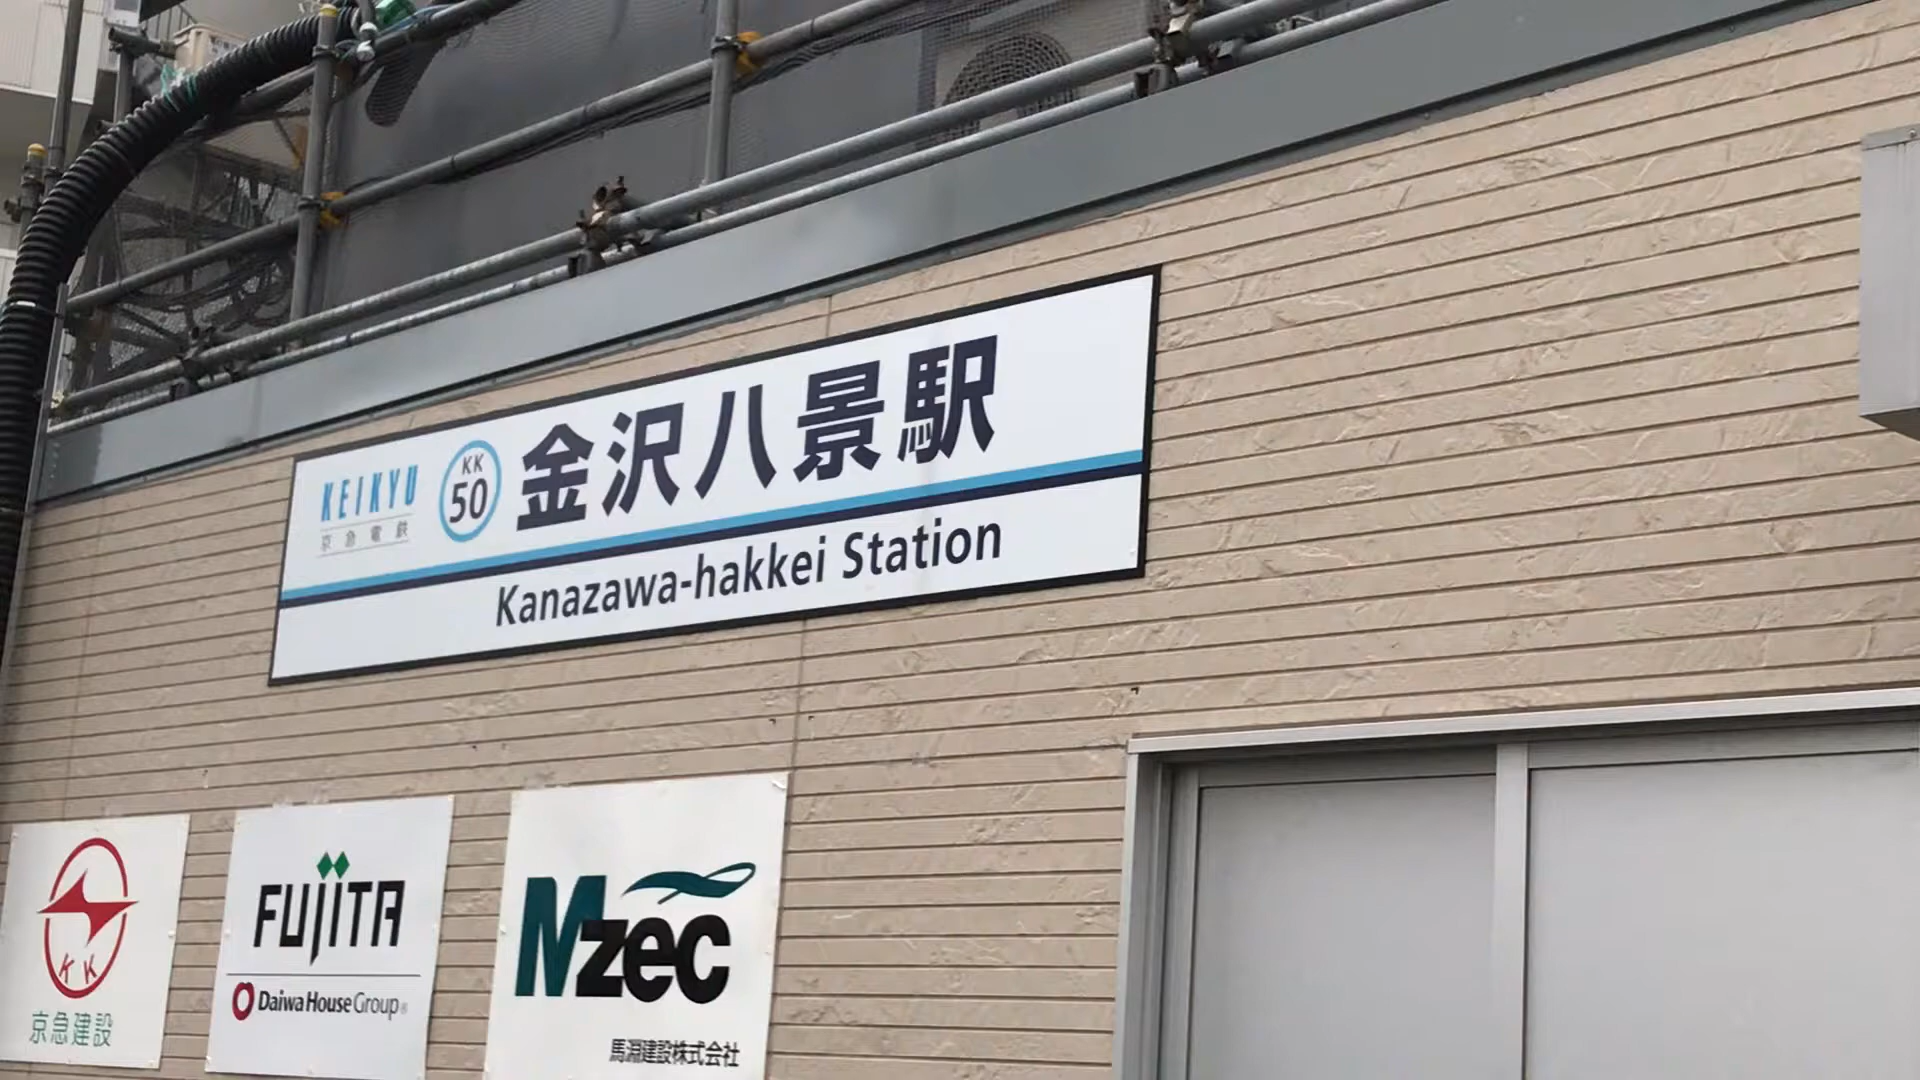 KEIKYU
京急電鉄
KK
50
金沢八景駅
Kanazawa-hakkei Station
KK
京急建設
FUJITA
Daiwa House Group®
Mzec
馬淵建設株式会社